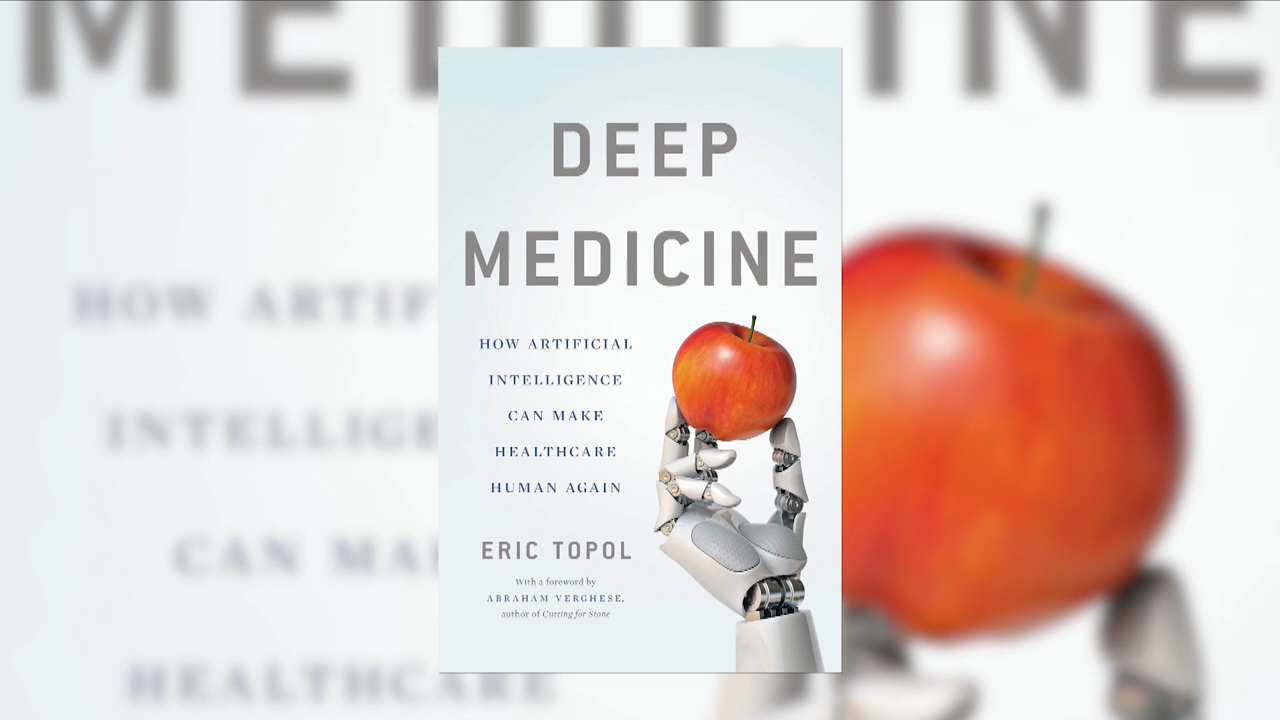 DEEP
MEDICINE
HOW ARTIFICIAL
INTELLIGENCE
CAN MAKE
HEALTHCARE
HUMAN AGAIN
ERIC TOPOL
With a foreword by
ABRAHAM VERGHESE,
author of Cutting for Stone